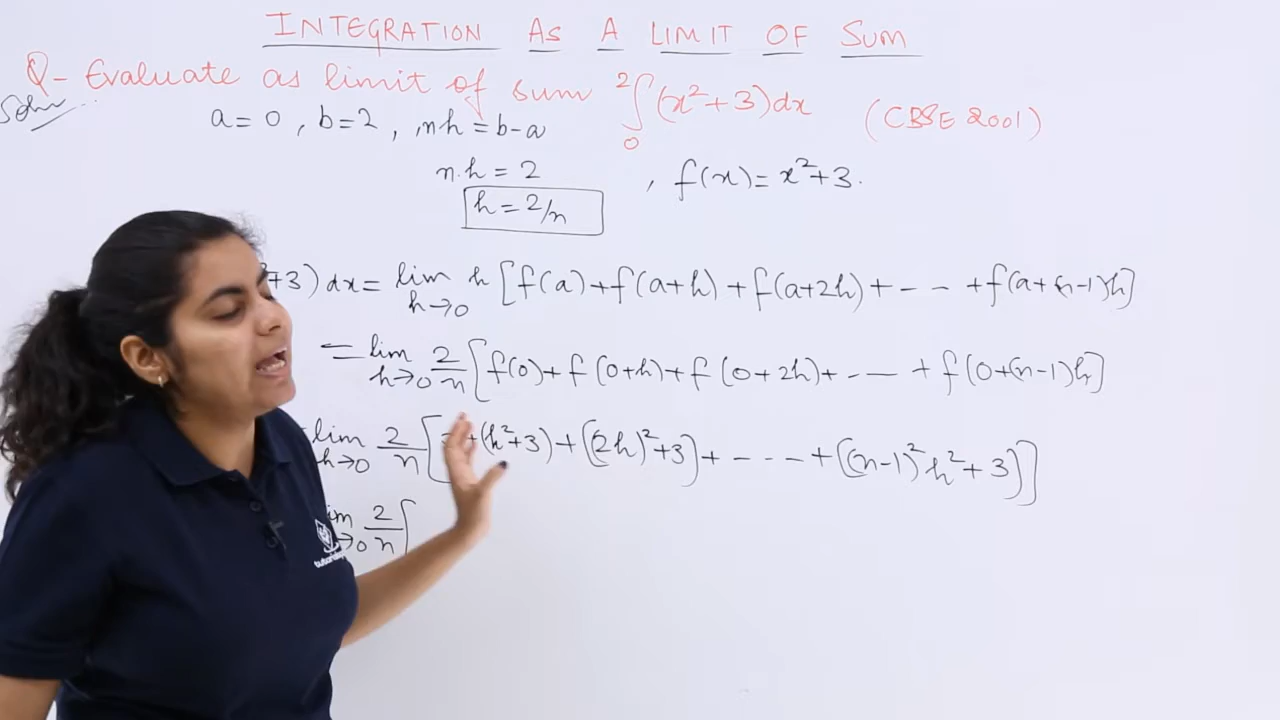 INTEGRATION AS A LIMIT OF SUM
Q- Evaluate as limit of sum ²∫₀ (x²+3)dx (CBSE 2001)
Soln...
a=0, b=2, nh=b-a
n.h=2 , f(x)=x²+3.
h=2/n
+3) dx = lim h→0 h [f(a)+f(a+h)+f(a+2h)+-- -- +f(a+(n-1)h]
= lim h→0 2/n [f(0)+f(0+h)+f(0+2h)+-- -- +f(0+(n-1)h]
lim h→0 2/n [ +(h²+3)+((2h)²+3)+----+((n-1)²h²+3)]
lim →0 2/n [